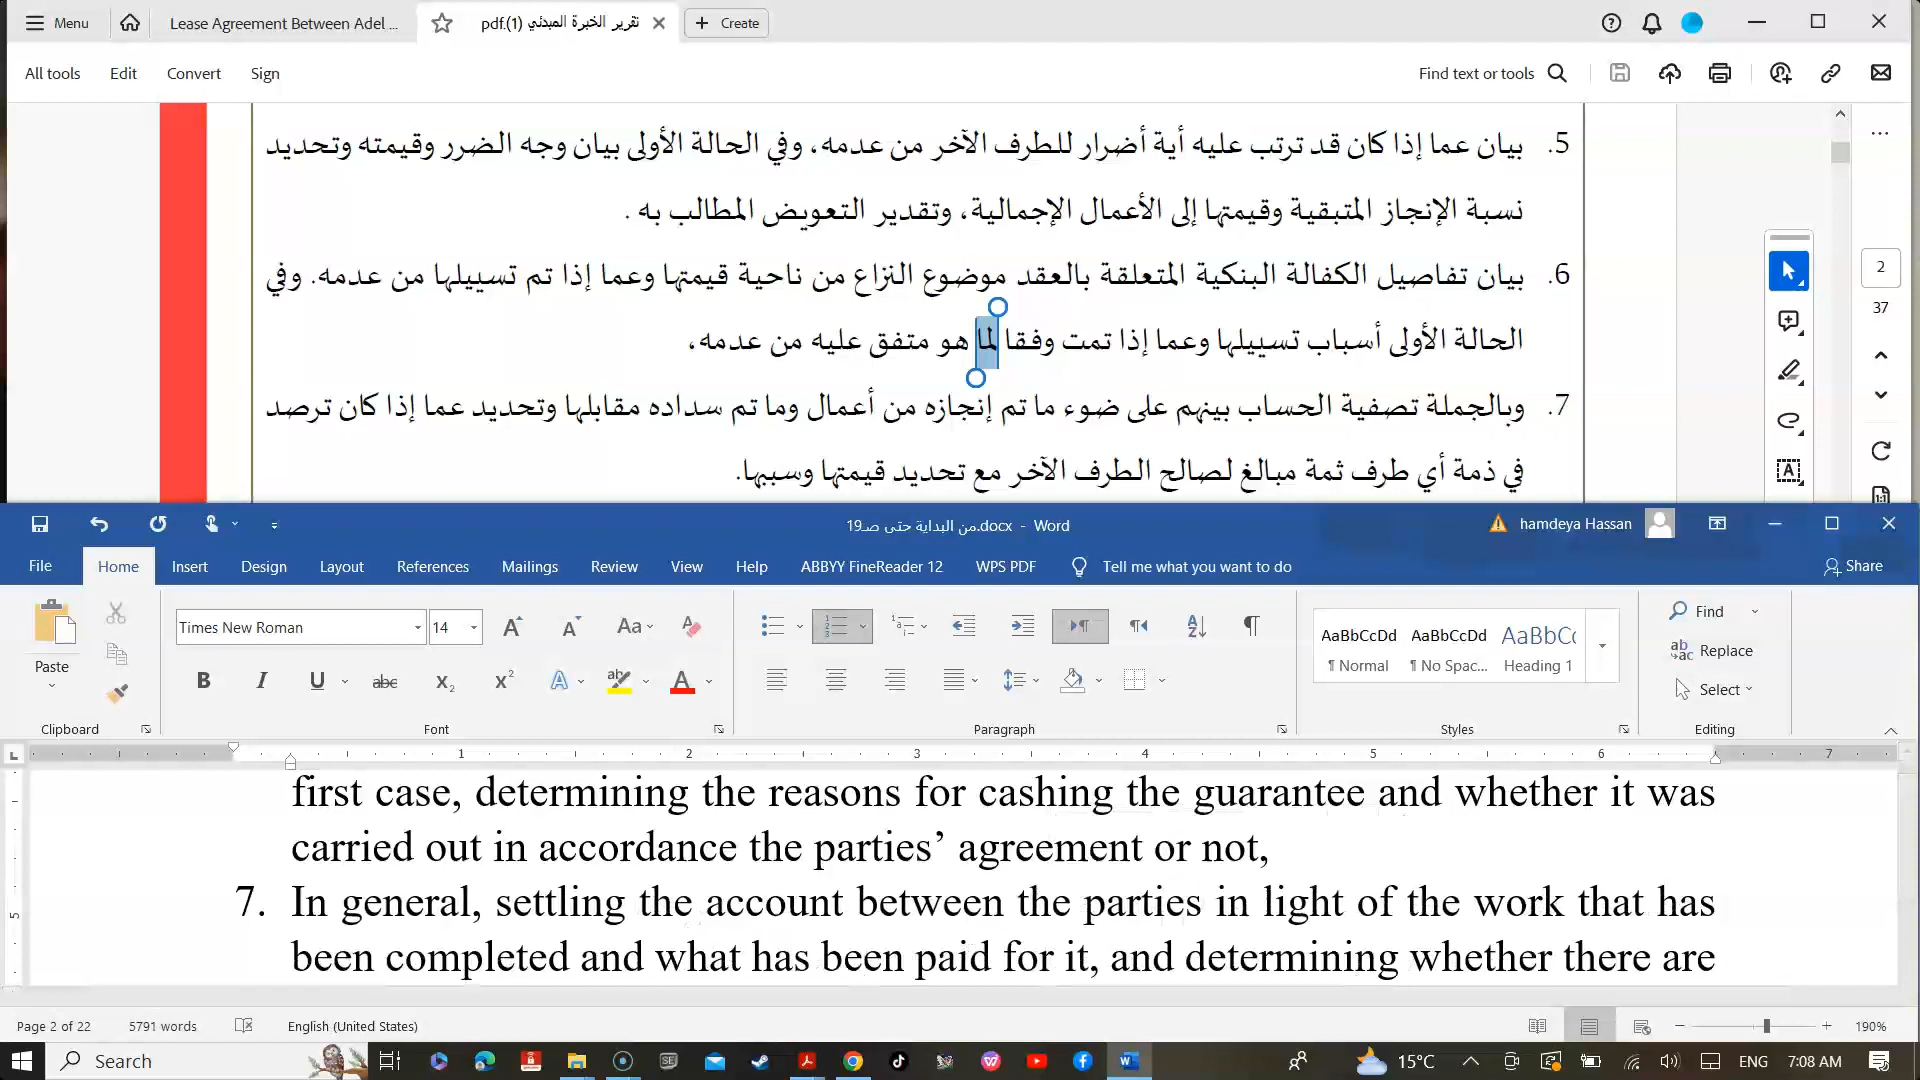 Menu
Lease Agreement Between Adel ...
تقرير الخبرة المبدئي (1).pdf
Create
All tools
Edit
Convert
Sign
Find text or tools
5. بيان عما إذا كان قد ترتب عليه أية أضرار للطرف الآخر من عدمه، وفي الحالة الأولى بيان وجه الضرر وقيمته وتحديد
نسبة الإنجاز المتبقية وقيمتها إلى الأعمال الإجمالية، وتقدير التعويض المطالب به .
6. بيان تفاصيل الكفالة البنكية المتعلقة بالعقد موضوع النزاع من ناحية قيمتها وعما إذا تم تسييلها من عدمه. وفي
الحالة الأولى أسباب تسييلها وعما إذا تمت وفقا لما هو متفق عليه من عدمه،
7. وبالجملة تصفية الحساب بينهم على ضوء ما تم إنجازه من أعمال وما تم سداده مقابلها وتحديد عما إذا كان ترصد
في ذمة أي طرف ثمة مبالغ لصالح الطرف الآخر مع تحديد قيمتها وسببها.
2
37
1:1
من البداية حتى صـ19.docx - Word
hamdeya Hassan
File
Home
Insert
Design
Layout
References
Mailings
Review
View
Help
ABBYY FineReader 12
WPS PDF
Tell me what you want to do
Share
Paste
Clipboard
Times New Roman
14
Font
Paragraph
AaBbCcDd
¶ Normal
AaBbCcDd
¶ No Spac...
AaBbCc
Heading 1
Styles
Find
Replace
Select
Editing
1 2 3 4 5 6 7
first case, determining the reasons for cashing the guarantee and whether it was
carried out in accordance the parties’ agreement or not,
7. In general, settling the account between the parties in light of the work that has
been completed and what has been paid for it, and determining whether there are
5
Page 2 of 22
5791 words
English (United States)
190%
Search
15°C
ENG
7:08 AM